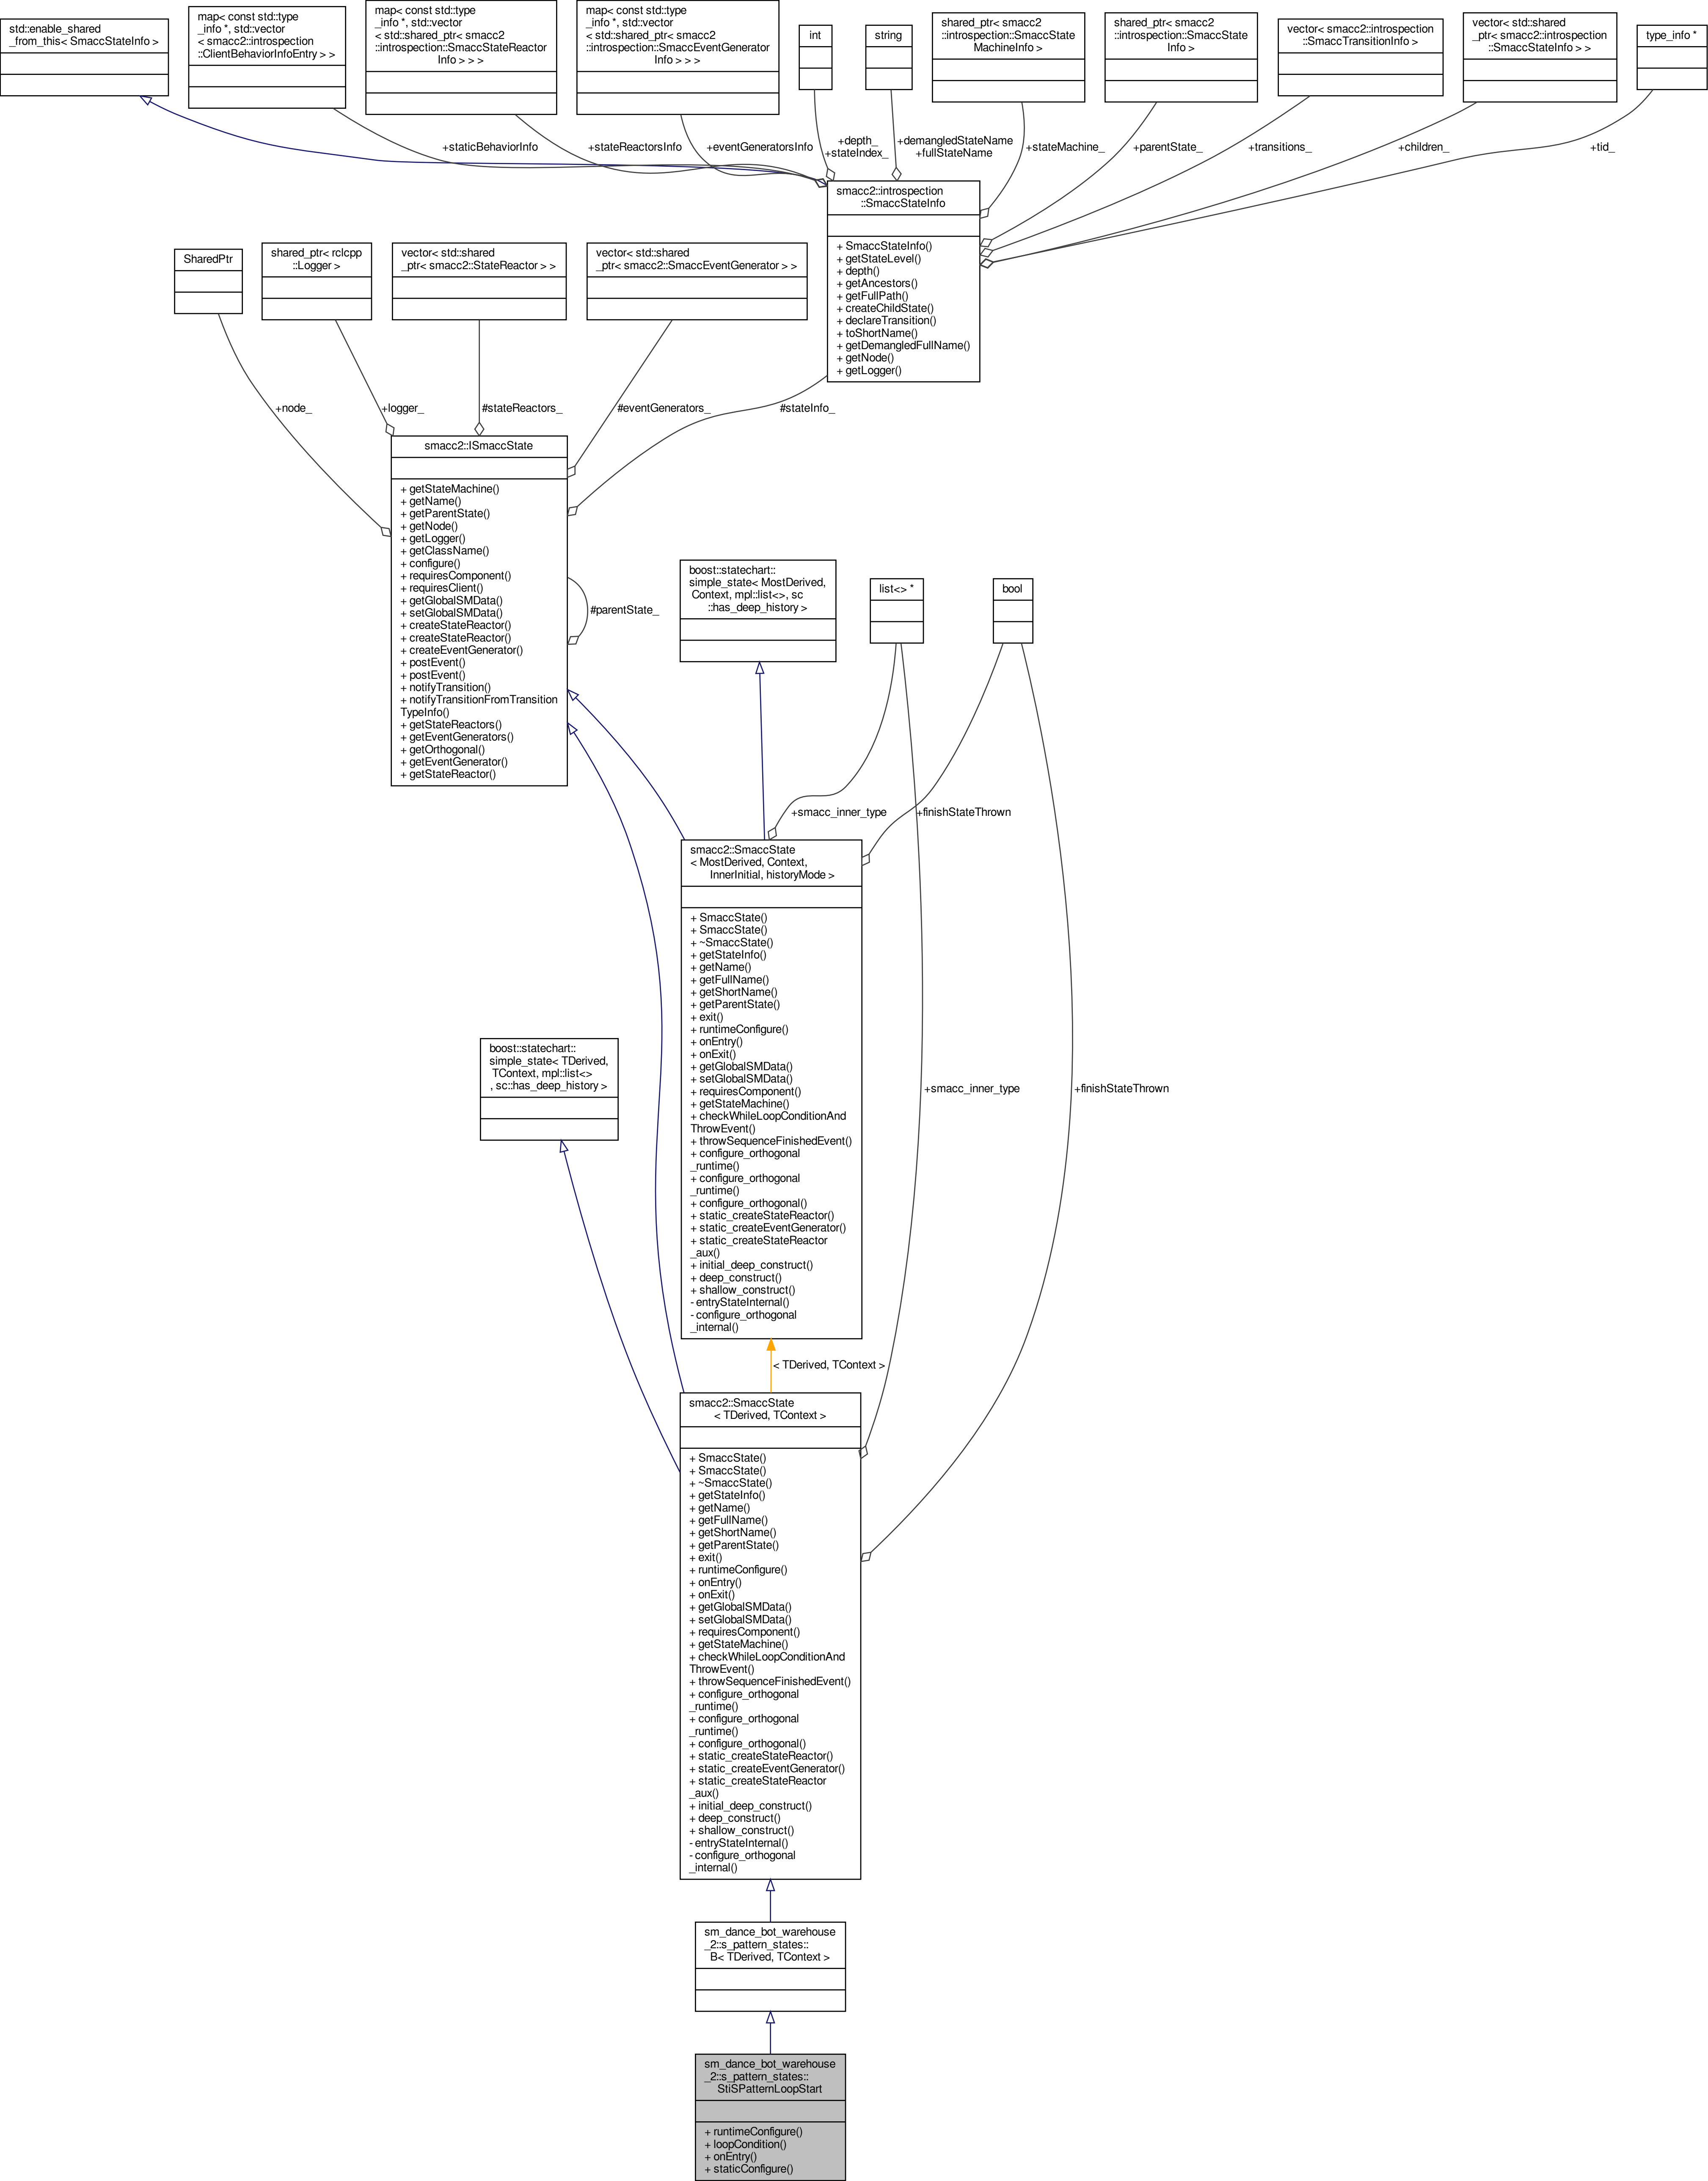 std::enable_shared
_from_this< SmaccStateInfo >
map< const std::type
_info *, std::vector
< smacc2::introspection
::ClientBehaviorInfoEntry > >
map< const std::type
_info *, std::vector
< std::shared_ptr< smacc2
::introspection::SmaccStateReactor
Info > > >
map< const std::type
_info *, std::vector
< std::shared_ptr< smacc2
::introspection::SmaccEventGenerator
Info > > >
int
string
shared_ptr< smacc2
::introspection::SmaccState
MachineInfo >
shared_ptr< smacc2
::introspection::SmaccState
Info >
vector< smacc2::introspection
::SmaccTransitionInfo >
vector< std::shared
_ptr< smacc2::introspection
::SmaccStateInfo > >
type_info *
+staticBehaviorInfo
+stateReactorsInfo
+eventGeneratorsInfo
+depth_
+stateIndex_
+demangledStateName
+fullStateName
+stateMachine_
+parentState_
+transitions_
+children_
+tid_
smacc2::introspection
::SmaccStateInfo
+ SmaccStateInfo()
+ getStateLevel()
+ depth()
+ getAncestors()
+ getFullPath()
+ createChildState()
+ declareTransition()
+ toShortName()
+ getDemangledFullName()
+ getNode()
+ getLogger()
SharedPtr
shared_ptr< rclcpp
::Logger >
vector< std::shared
_ptr< smacc2::StateReactor > >
vector< std::shared
_ptr< smacc2::SmaccEventGenerator > >
+node_
+logger_
#stateReactors_
#eventGenerators_
#stateInfo_
smacc2::ISmaccState
+ getStateMachine()
+ getName()
+ getParentState()
+ getNode()
+ getLogger()
+ getClassName()
+ configure()
+ requiresComponent()
+ requiresClient()
+ getGlobalSMData()
+ setGlobalSMData()
+ createStateReactor()
+ createStateReactor()
+ createEventGenerator()
+ postEvent()
+ postEvent()
+ notifyTransition()
+ notifyTransitionFromTransition
TypeInfo()
+ getStateReactors()
+ getEventGenerators()
+ getOrthogonal()
+ getEventGenerator()
+ getStateReactor()
#parentState_
boost::statechart::
simple_state< MostDerived,
Context, mpl::list<>, sc
::has_deep_history >
list<> *
bool
+smacc_inner_type
+finishStateThrown
smacc2::SmaccState
< MostDerived, Context,
InnerInitial, historyMode >
+ SmaccState()
+ SmaccState()
+ ~SmaccState()
+ getStateInfo()
+ getName()
+ getFullName()
+ getShortName()
+ getParentState()
+ exit()
+ runtimeConfigure()
+ onEntry()
+ onExit()
+ getGlobalSMData()
+ setGlobalSMData()
+ requiresComponent()
+ getStateMachine()
+ checkWhileLoopConditionAnd
ThrowEvent()
+ throwSequenceFinishedEvent()
+ configure_orthogonal
_runtime()
+ configure_orthogonal
_runtime()
+ configure_orthogonal()
+ static_createStateReactor()
+ static_createEventGenerator()
+ static_createStateReactor
_aux()
+ initial_deep_construct()
+ deep_construct()
+ shallow_construct()
- entryStateInternal()
- configure_orthogonal
_internal()
boost::statechart::
simple_state< TDerived,
TContext, mpl::list<>
, sc::has_deep_history >
+smacc_inner_type
+finishStateThrown
< TDerived, TContext >
smacc2::SmaccState
< TDerived, TContext >
+ SmaccState()
+ SmaccState()
+ ~SmaccState()
+ getStateInfo()
+ getName()
+ getFullName()
+ getShortName()
+ getParentState()
+ exit()
+ runtimeConfigure()
+ onEntry()
+ onExit()
+ getGlobalSMData()
+ setGlobalSMData()
+ requiresComponent()
+ getStateMachine()
+ checkWhileLoopConditionAnd
ThrowEvent()
+ throwSequenceFinishedEvent()
+ configure_orthogonal
_runtime()
+ configure_orthogonal
_runtime()
+ configure_orthogonal()
+ static_createStateReactor()
+ static_createEventGenerator()
+ static_createStateReactor
_aux()
+ initial_deep_construct()
+ deep_construct()
+ shallow_construct()
- entryStateInternal()
- configure_orthogonal
_internal()
sm_dance_bot_warehouse
_2::s_pattern_states::
B< TDerived, TContext >
sm_dance_bot_warehouse
_2::s_pattern_states::
StiSPatternLoopStart
+ runtimeConfigure()
+ loopCondition()
+ onEntry()
+ staticConfigure()